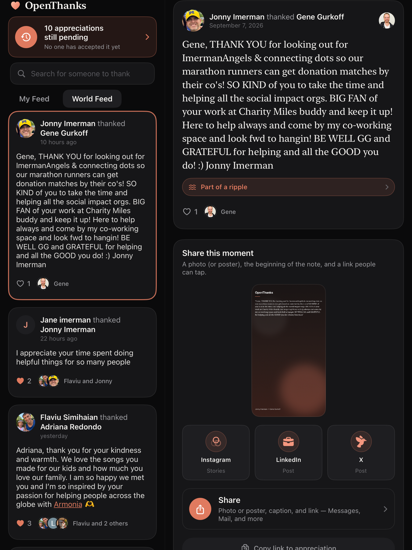 OpenThanks
10 appreciations
still pending
No one has accepted it yet
Search for someone to thank
My Feed
World Feed
Jonny Imerman thanked
Gene Gurkoff
10 hours ago
Gene, THANK YOU for looking out for
ImermanAngels & connecting dots so
our marathon runners can get
donation matches by their co's! SO
KIND of you to take the time and
helping all the social impact orgs. BIG
FAN of your work at Charity Miles
buddy and keep it up! Here to help
always and come by my co-working
space and look fwd to hangin! BE
WELL GG and GRATEFUL for helping
and all the GOOD you do! :) Jonny
Imerman
1
Gene
J
Jane imerman thanked
Jonny Imerman
22 hours ago
I appreciate your time spent doing
helpful things for so many people
2
Flaviu and Jonny
Flaviu Simihaian thanked
Adriana Redondo
yesterday
Adriana, thank you for your kindness
and warmth. We love the songs you
made for our kids and how much you
love our family. I am so happy we met
you and I'm so inspired by your
passion for helping people across the
globe with Armonia 🫶
3
L
Flaviu and 2 others
Jonny Imerman thanked Gene Gurkoff
September 7, 2026
Gene, THANK YOU for looking out for
ImermanAngels & connecting dots so our
marathon runners can get donation matches by
their co's! SO KIND of you to take the time and
helping all the social impact orgs. BIG FAN of
your work at Charity Miles buddy and keep it up!
Here to help always and come by my co-working
space and look fwd to hangin! BE WELL GG and
GRATEFUL for helping and all the GOOD you
do! :) Jonny Imerman
Part of a ripple
1
Gene
Share this moment
A photo (or poster), the beginning of the note, and a link people
can tap.
OpenThanks
Instagram
Stories
LinkedIn
Post
X
Post
Share
Photo or poster, caption, and link — Messages,
Mail, and more
Copy link to appreciation